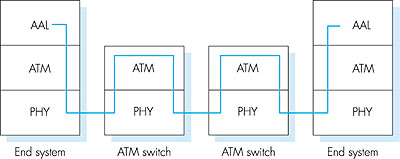 AAL
ATM
PHY
End system
ATM
PHY
ATM switch
ATM
PHY
ATM switch
AAL
ATM
PHY
End system